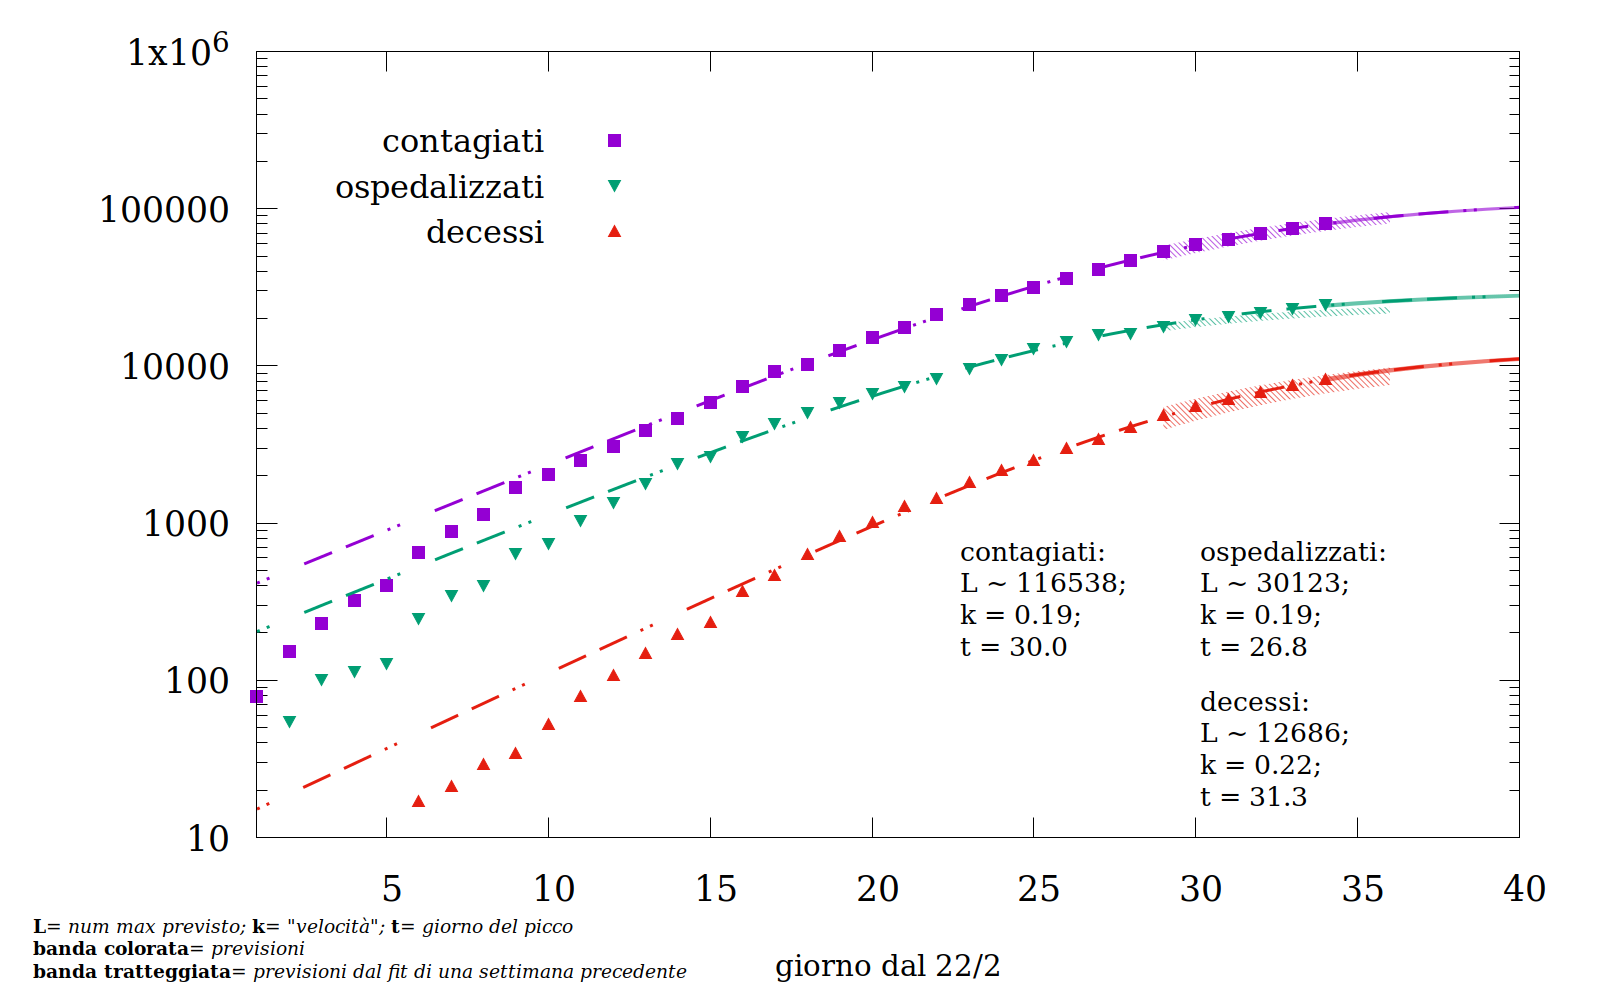 1x10⁶
100000
10000
1000
100
10
contagiati
ospedalizzati
decessi
contagiati:
L ~ 116538;
k = 0.19;
t = 30.0
ospedalizzati:
L ~ 30123;
k = 0.19;
t = 26.8
decessi:
L ~ 12686;
k = 0.22;
t = 31.3
5 10 15 20 25 30 35 40
L= num max previsto; k= "velocità"; t= giorno del picco
banda colorata= previsioni
banda tratteggiata= previsioni dal fit di una settimana precedente
giorno dal 22/2